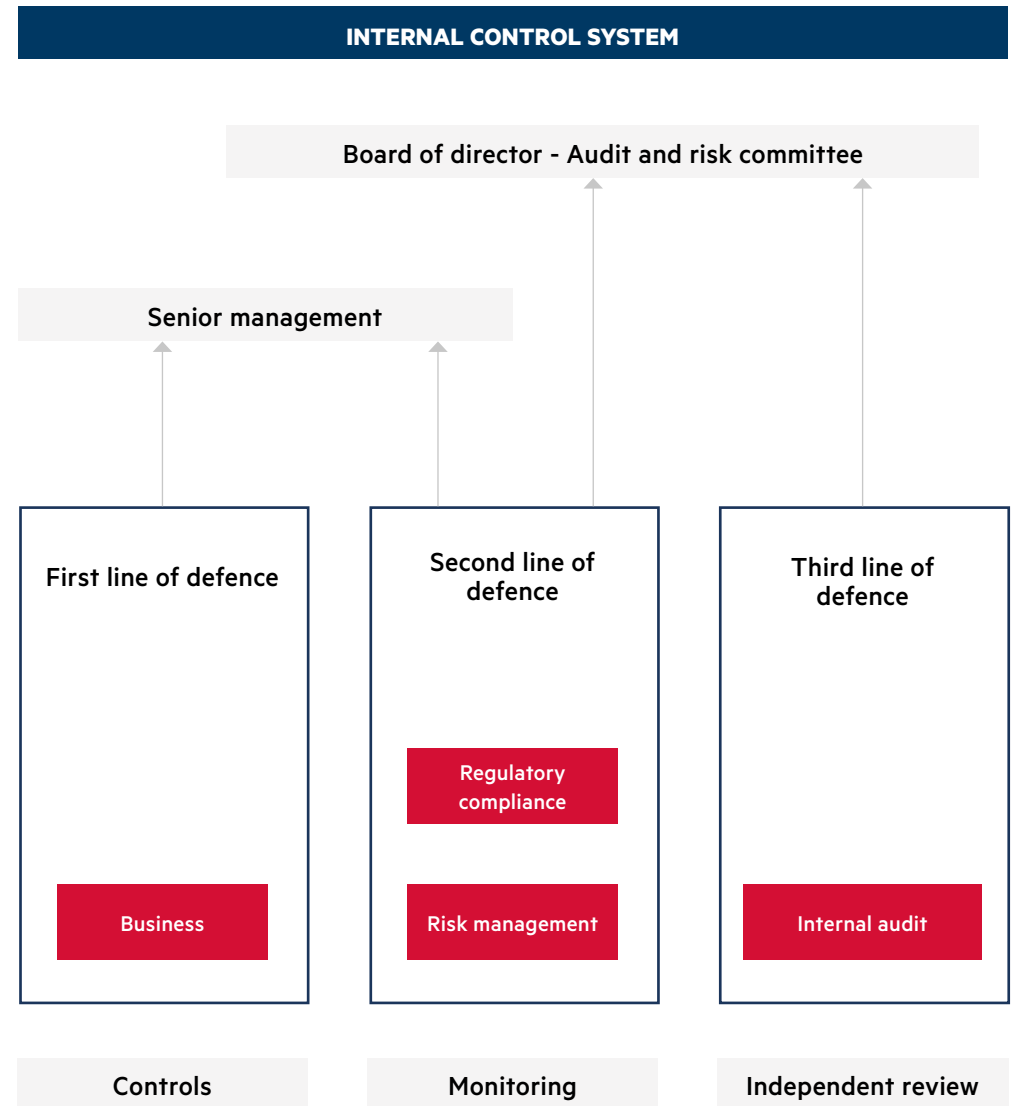 INTERNAL CONTROL SYSTEM
Board of director - Audit and risk committee
Senior management
First line of defence
Second line of
defence
Third line of
defence
Regulatory
compliance
Business
Risk management
Internal audit
Controls
Monitoring
Independent review